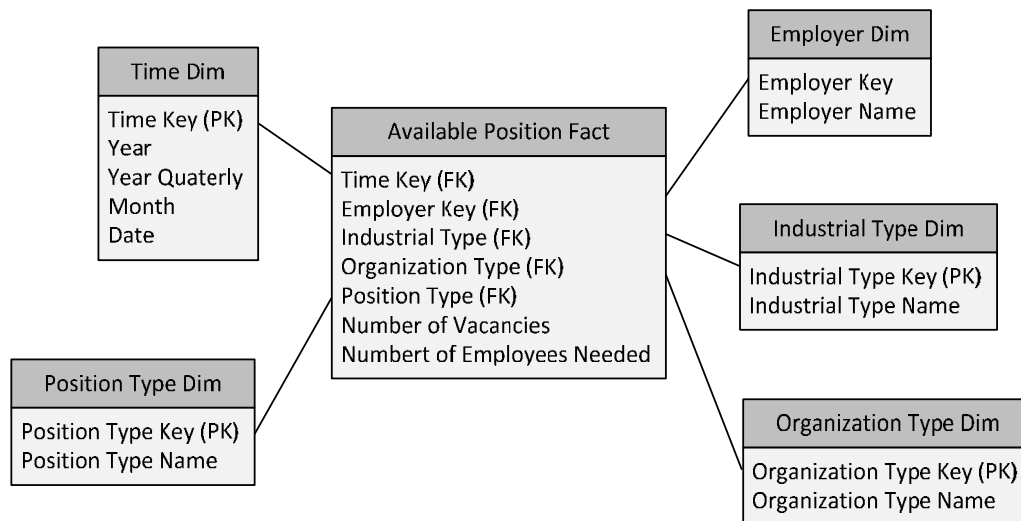 Time Dim
Time Key (PK)
Year
Year Quaterly
Month
Date
Position Type Dim
Position Type Key (PK)
Position Type Name
Available Position Fact
Time Key (FK)
Employer Key (FK)
Industrial Type (FK)
Organization Type (FK)
Position Type (FK)
Number of Vacancies
Numbert of Employees Needed
Employer Dim
Employer Key
Employer Name
Industrial Type Dim
Industrial Type Key (PK)
Industrial Type Name
Organization Type Dim
Organization Type Key (PK)
Organization Type Name